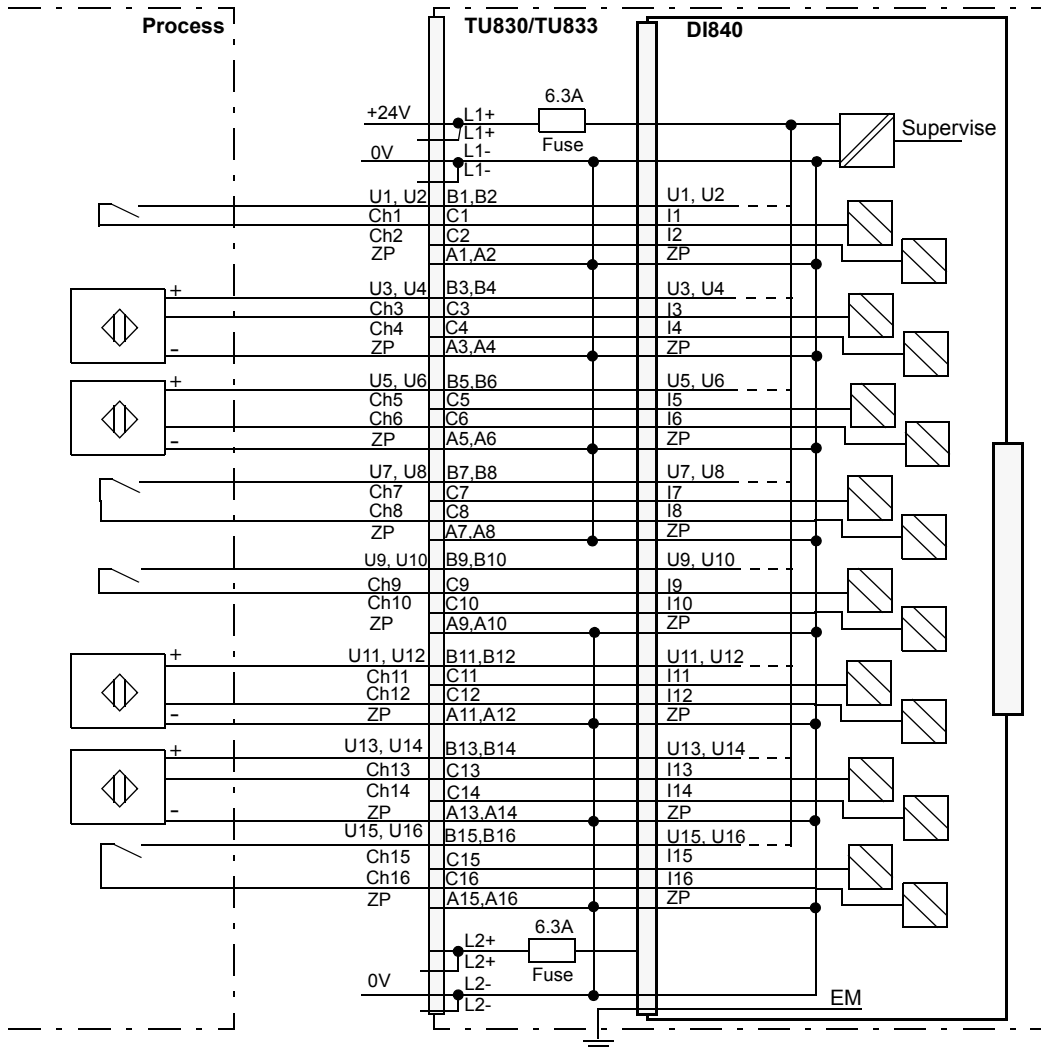 Process TU830/TU833 DI840
6.3A
+24V L1+
L1+ Fuse Supervise
0V L1-
L1-
U1, U2 B1,B2 U1, U2
Ch1 C1 I1
Ch2 C2 I2
ZP A1,A2 ZP
+ U3, U4 B3,B4 U3, U4
Ch3 C3 I3
Ch4 C4 I4
- ZP A3,A4 ZP
+ U5, U6 B5,B6 U5, U6
Ch5 C5 I5
Ch6 C6 I6
- ZP A5,A6 ZP
U7, U8 B7,B8 U7, U8
Ch7 C7 I7
Ch8 C8 I8
ZP A7,A8 ZP
U9, U10 B9,B10 U9, U10
Ch9 C9 I9
Ch10 C10 I10
ZP A9,A10 ZP
+ U11, U12 B11,B12 U11, U12
Ch11 C11 I11
Ch12 C12 I12
- ZP A11,A12 ZP
+ U13, U14 B13,B14 U13, U14
Ch13 C13 I13
Ch14 C14 I14
- ZP A13,A14 ZP
U15, U16 B15,B16 U15, U16
Ch15 C15 I15
Ch16 C16 I16
ZP A15,A16 ZP
6.3A
L2+
L2+ Fuse
0V L2-
L2- EM